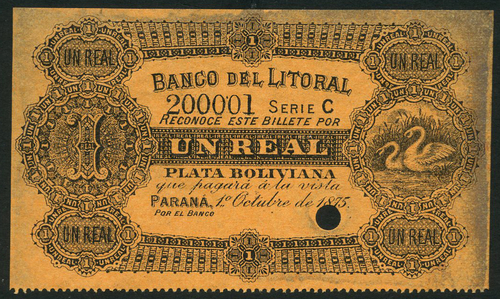 UN REAL
UN REAL
BANCO DEL LITORAL
200001 SERIE C
RECONOCE ESTE BILLETE POR
UN REAL
PLATA BOLIVIANA
que pagará á la vista
PARANÁ, 1º Octubre de 1875.
POR EL BANCO
UN REAL
UN REAL
1